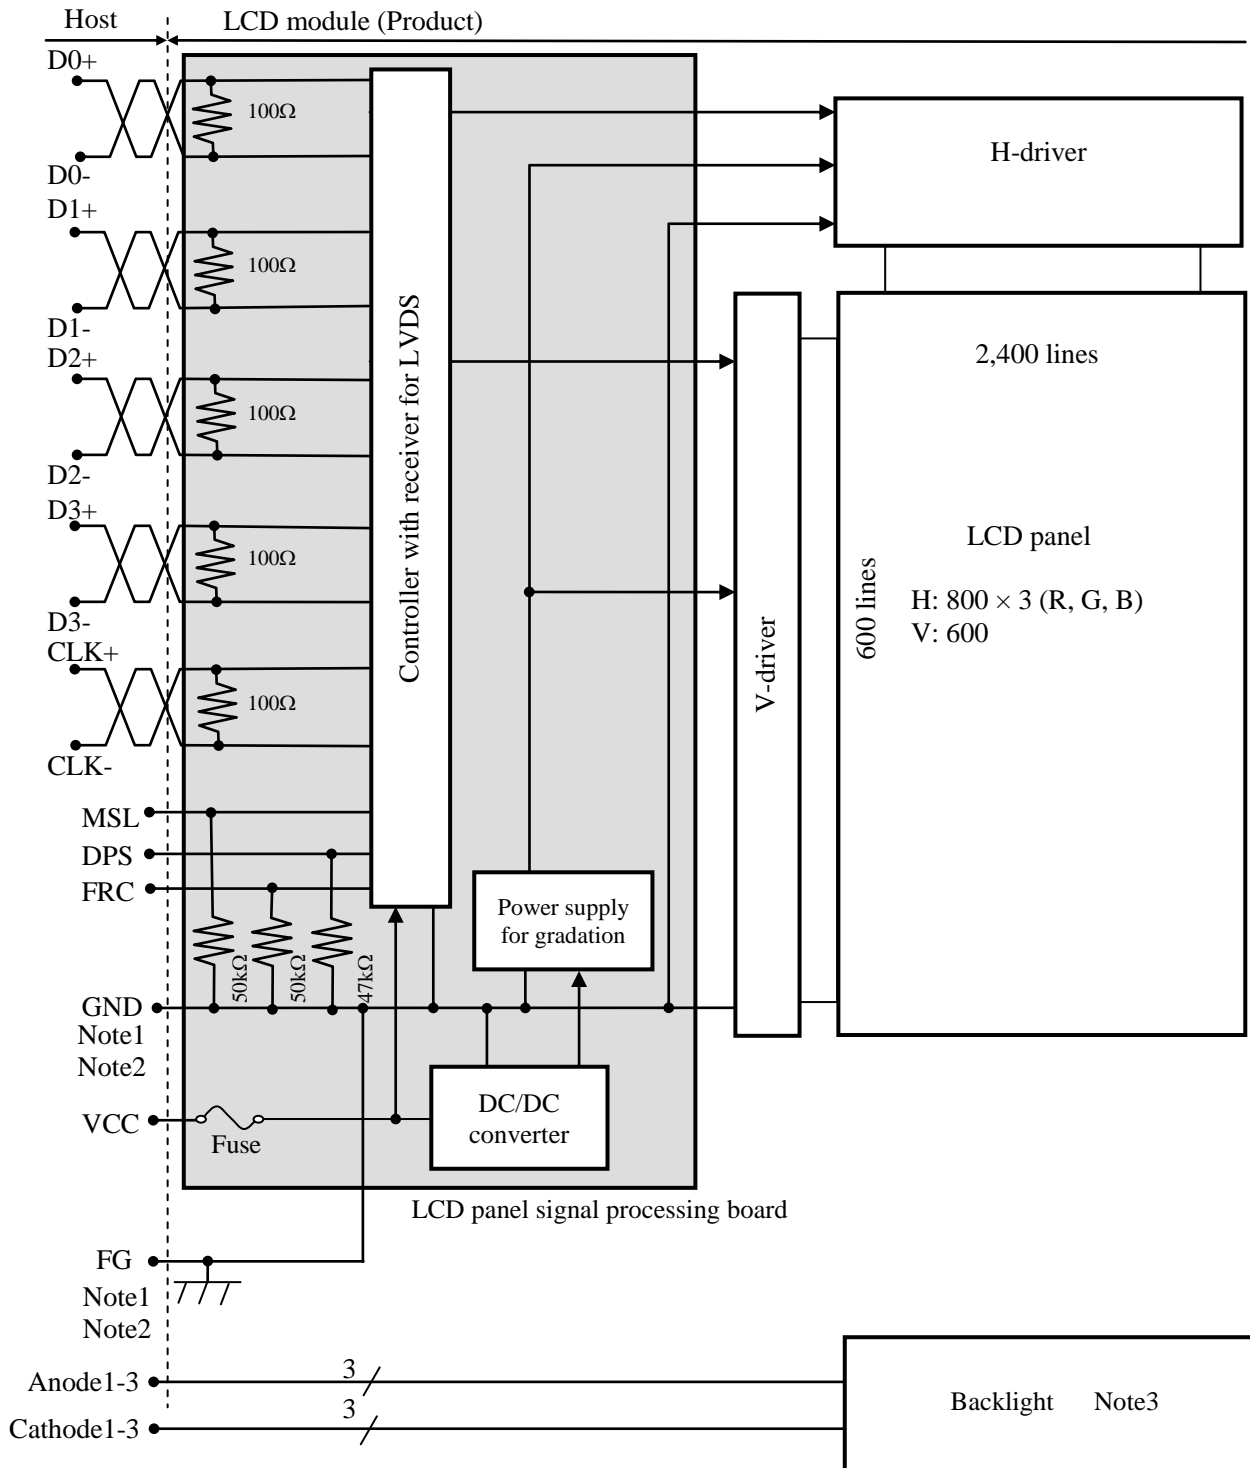 Host
LCD module (Product)
D0+
100Ω
D0-
D1+
100Ω
D1-
D2+
100Ω
D2-
D3+
100Ω
D3-
CLK+
100Ω
CLK-
MSL
DPS
FRC
50kΩ
50kΩ
47kΩ
GND
Note1
Note2
VCC
Fuse
Controller with receiver for LVDS
Power supply
for gradation
DC/DC
converter
LCD panel signal processing board
H-driver
V-driver
2,400 lines
600 lines
LCD panel
H: 800 × 3 (R, G, B)
V: 600
FG
Note1
Note2
Anode1-3
3
Cathode1-3
3
Backlight Note3